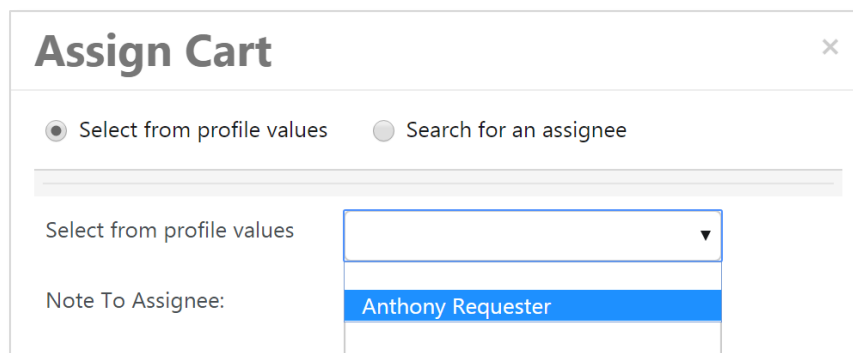 Assign Cart ×
Select from profile values Search for an assignee
Select from profile values
Note To Assignee: Anthony Requester